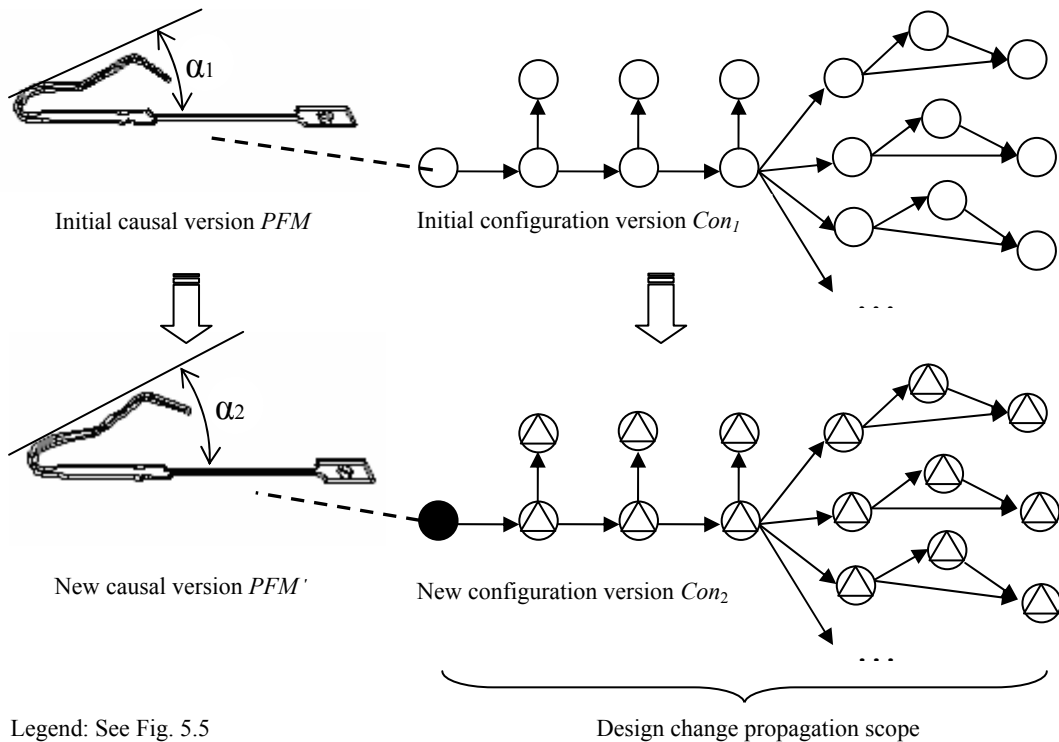 α1
Initial causal version PFM
Initial configuration version Con1
. . .
α2
New causal version PFM'
New configuration version Con2
. . .
Legend: See Fig. 5.5
Design change propagation scope